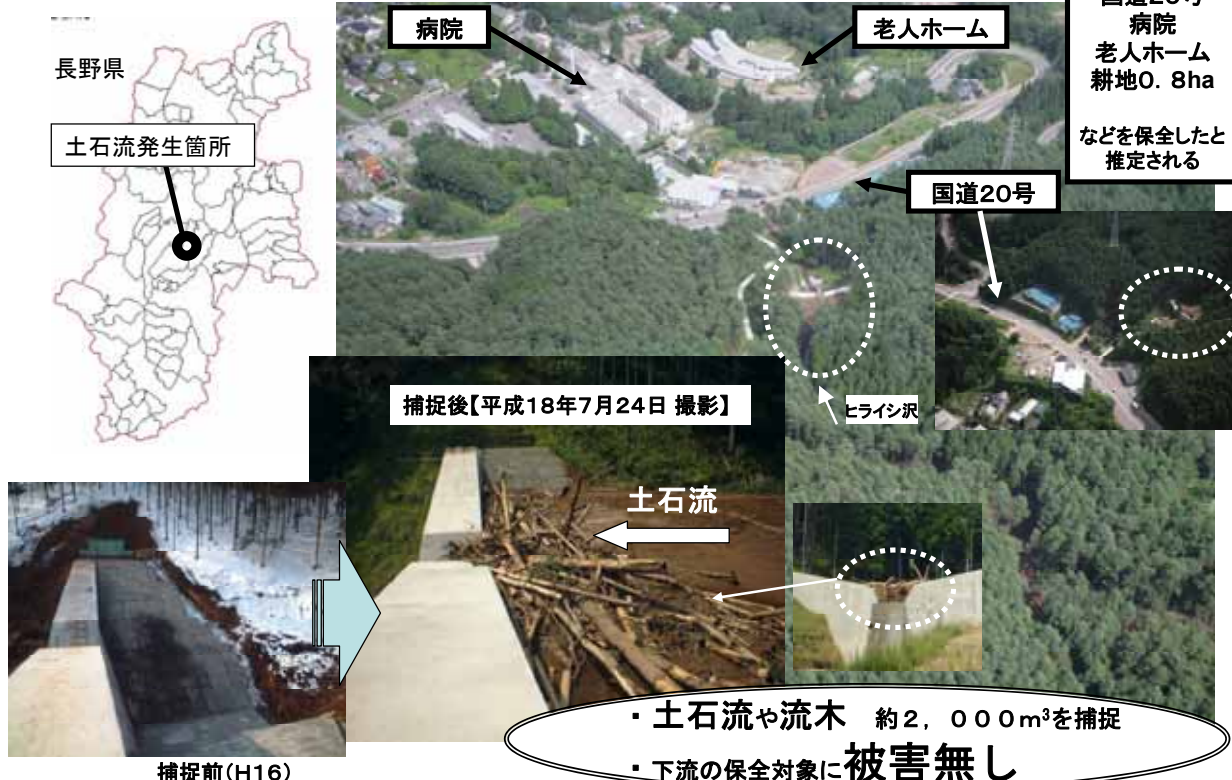 長野県
土石流発生箇所
病院
老人ホーム
国道20号
病院
老人ホーム
耕地0.8ha
などを保全したと
推定される
国道20号
ヒライシ沢
捕捉後【平成18年7月24日 撮影】
土石流
捕捉前(H16)
・土石流や流木 約2,000m³を捕捉
・下流の保全対象に被害無し